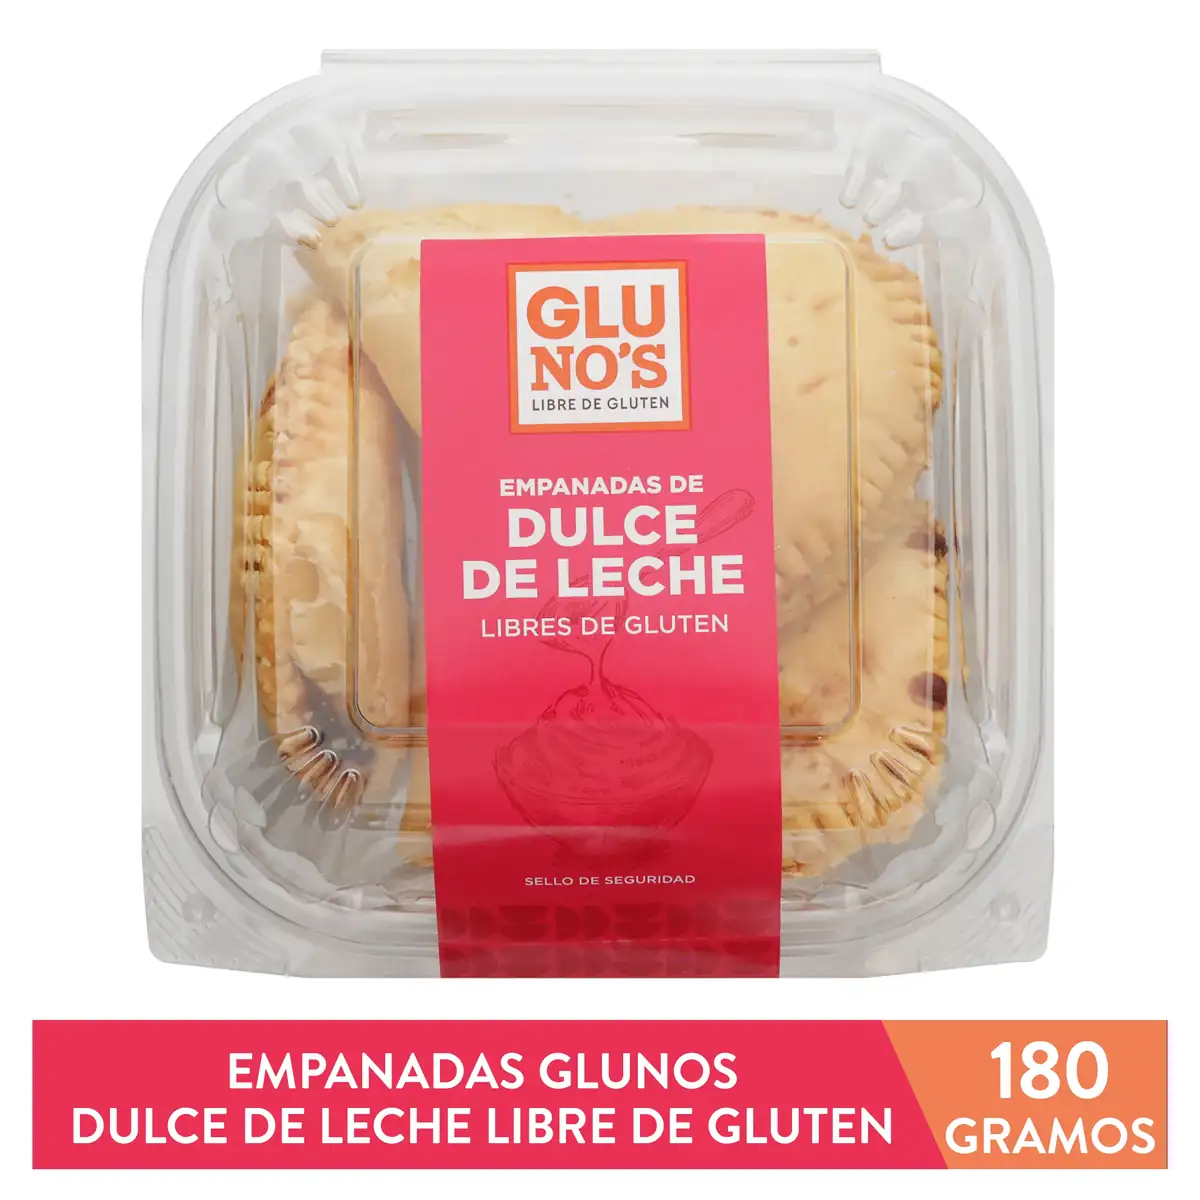 GLU
NO'S
LIBRE DE GLUTEN
EMPANADAS DE
DULCE
DE LECHE
LIBRES DE GLUTEN
SELLO DE SEGURIDAD
EMPANADAS GLUNOS
DULCE DE LECHE LIBRE DE GLUTEN
180
GRAMOS